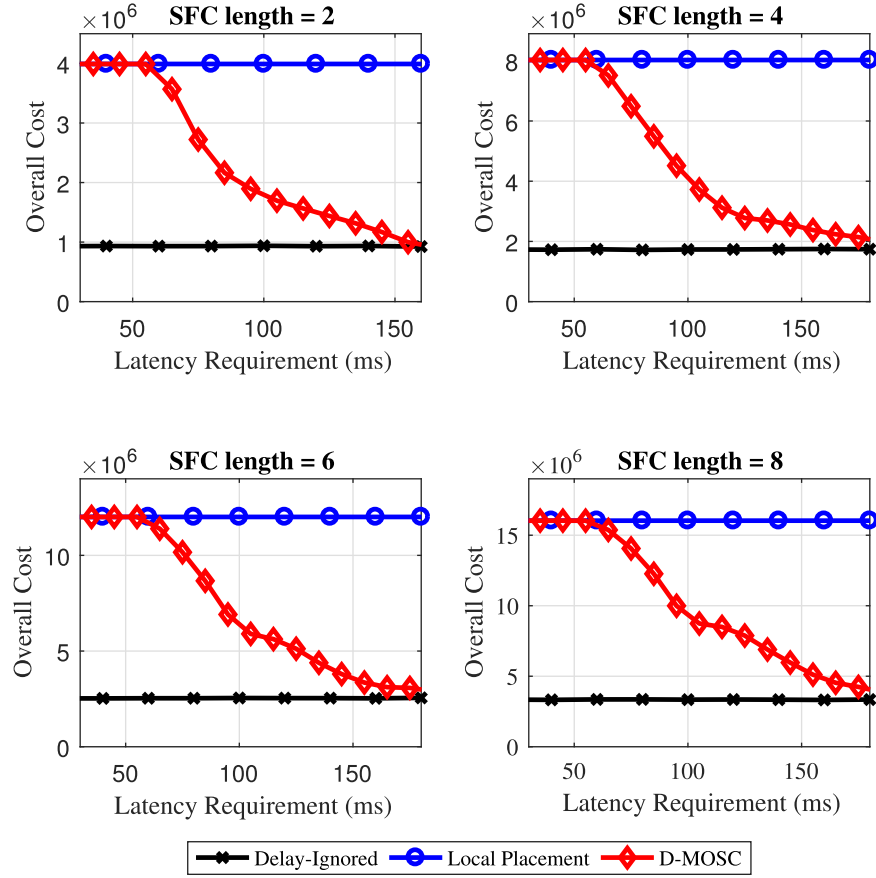 SFC length = 2
×10^6
Overall Cost
4
3
2
1
0
50 100 150
Latency Requirement (ms)
SFC length = 4
×10^6
Overall Cost
8
6
4
2
0
50 100 150
Latency Requirement (ms)
SFC length = 6
×10^6
Overall Cost
10
5
0
50 100 150
Latency Requirement (ms)
SFC length = 8
×10^6
Overall Cost
15
10
5
0
50 100 150
Latency Requirement (ms)
Delay-Ignored Local Placement D-MOSC